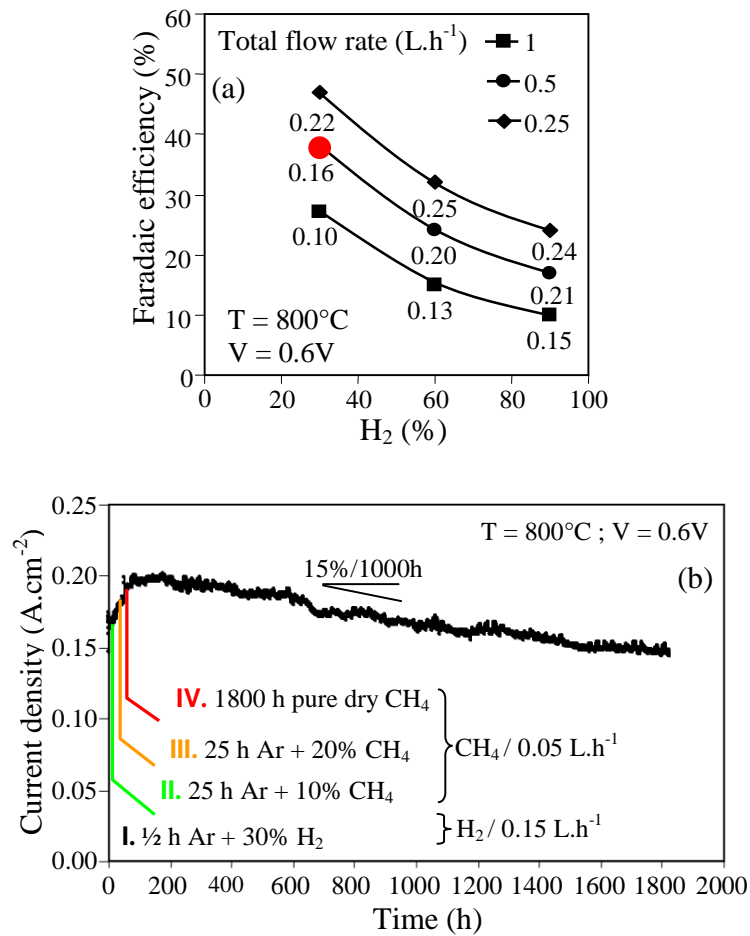 Total flow rate (L.h⁻¹)
1
0.5
0.25
(a)
Faradaic efficiency (%)
60
50
40
30
20
10
0
0.22
0.16
0.10
0.25
0.20
0.13
0.24
0.21
0.15
T = 800°C
V = 0.6V
0 20 40 60 80 100
H₂ (%)
Current density (A.cm⁻²)
0.25
0.20
0.15
0.10
0.05
0.00
T = 800°C ; V = 0.6V
(b)
15%/1000h
IV. 1800 h pure dry CH₄
III. 25 h Ar + 20% CH₄
II. 25 h Ar + 10% CH₄
CH₄ / 0.05 L.h⁻¹
I. ½ h Ar + 30% H₂
H₂ / 0.15 L.h⁻¹
0 200 400 600 800 1000 1200 1400 1600 1800 2000
Time (h)